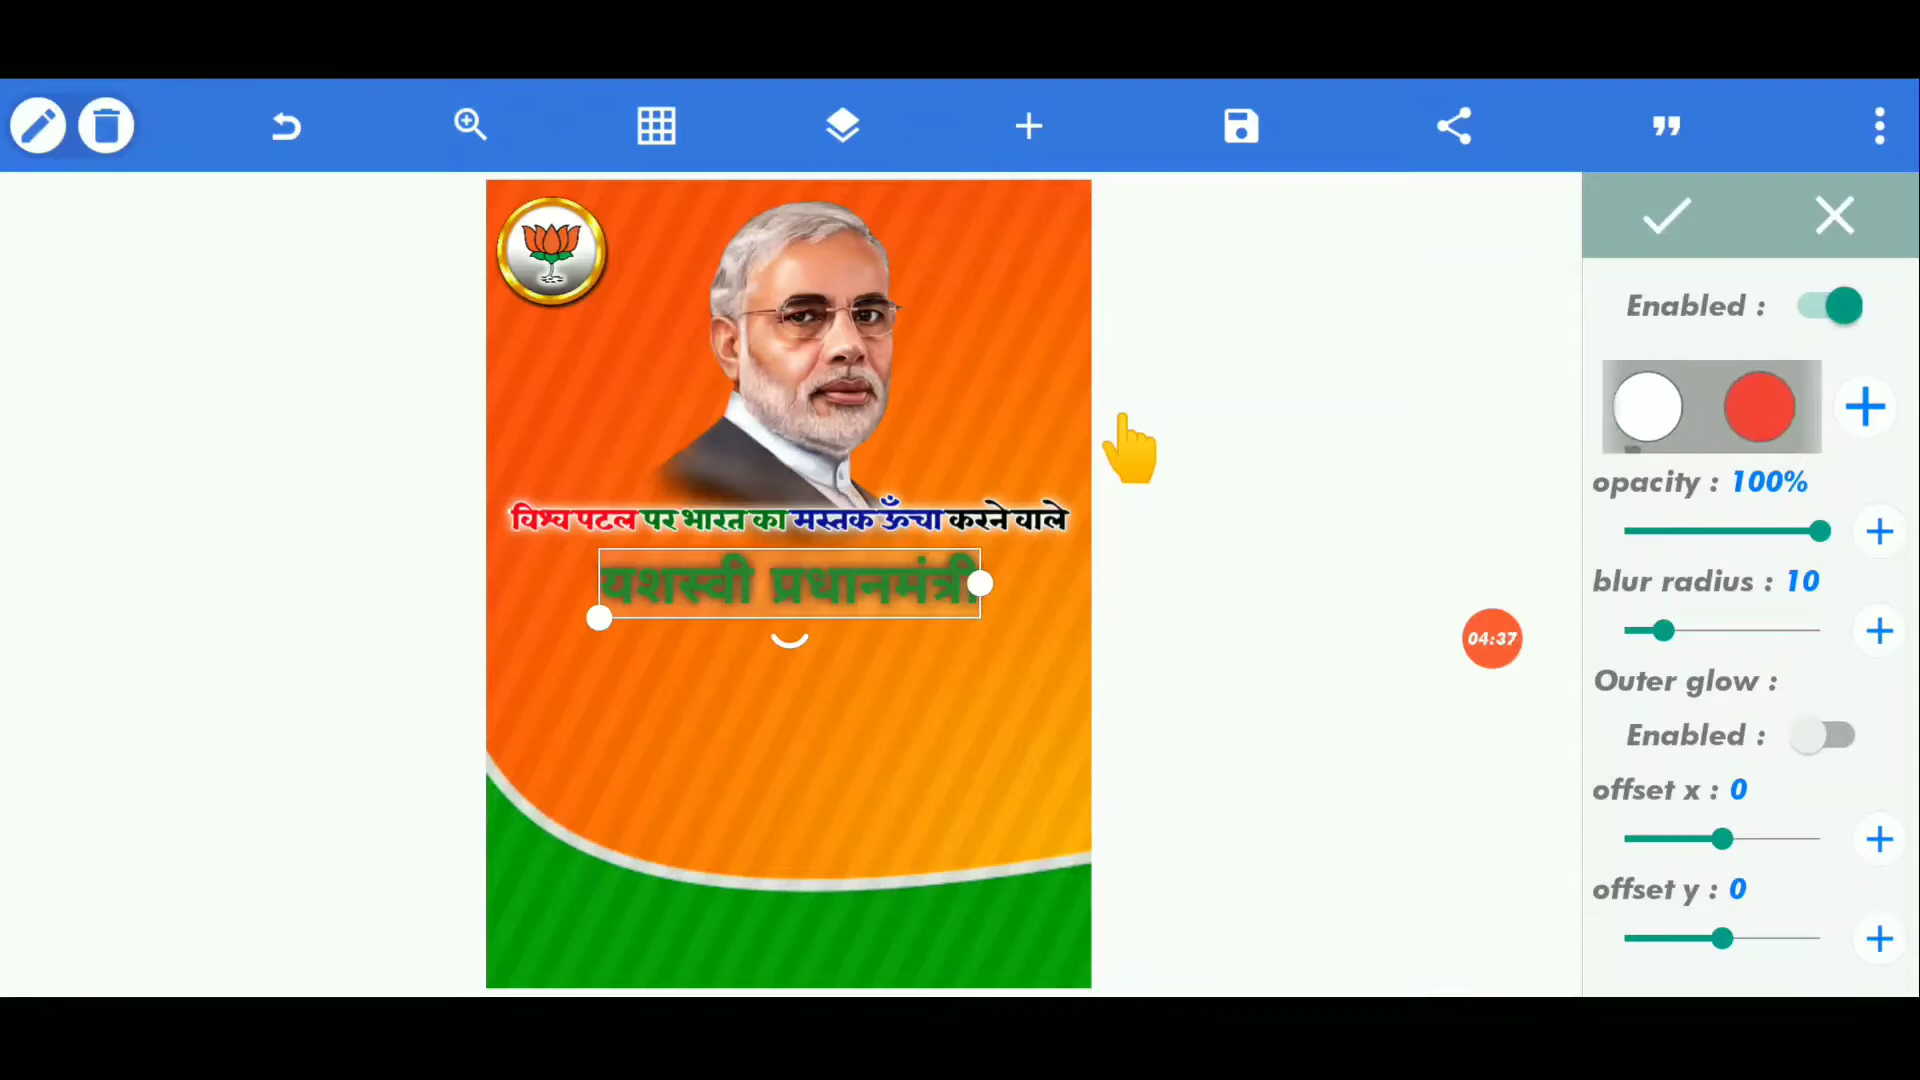 Enabled :
opacity : 100%
blur radius : 10
Outer glow :
Enabled :
offset x : 0
offset y : 0
विश्व पटल पर भारत का मस्तक ऊँचा करने वाले
यशस्वी प्रधानमंत्री
04:37